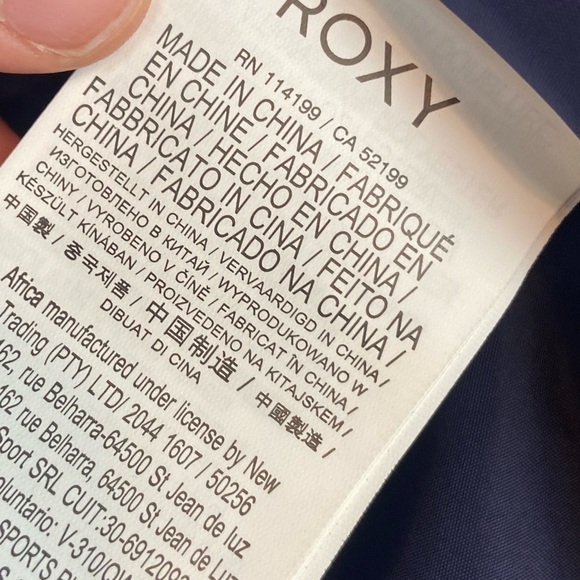 ROXY
RN 114199 / CA 52199
MADE IN CHINA / FABRIQUÉ
EN CHINE / FABRICADO EN
CHINA / HECHO EN CHINA /
FABBRICATO IN CINA / FEITO NA
CHINA / FABRICADO NA CHINA /
HERGESTELLT IN CHINA / VERVAARDIGD IN CHINA /
ИЗГОТОВЛЕНО В КИТАЙ / WYPRODUKOWANO W
CHINY / VYROBENO V ČÍNĚ / FABRICAT ÎN CHINA /
KÉSZÜLT KÍNÁBAN / PROIZVEDENO NA KITAJSKEM /
中国製 / 중국제품 / 中国制造 / 中國製造 /
DIBUAT DI CINA
Africa manufactured under license by New
Trading (PTY) LTD/ 2044 1607 / 50256
162, rue Belharra-64500 St Jean de luz
162 rue Belharra, 64500 St Jean de Luz
Sport SRL CUIT:30-691209
V-310/QW
SPORTS